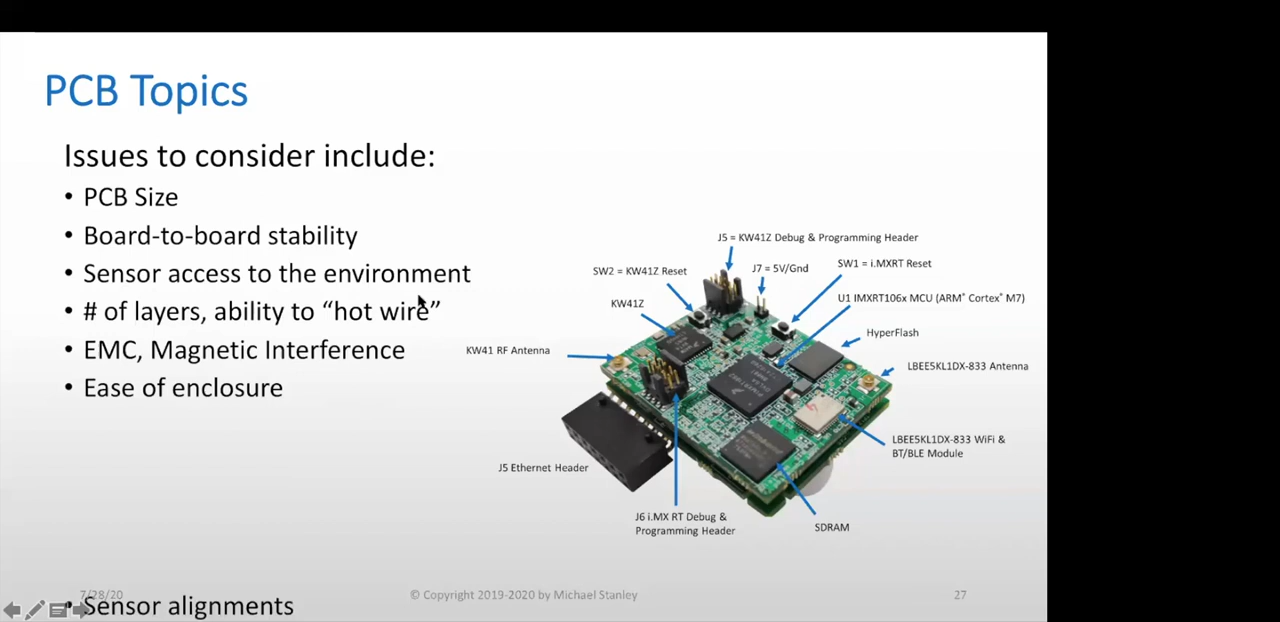 PCB Topics
Issues to consider include:
• PCB Size
• Board-to-board stability
• Sensor access to the environment
• # of layers, ability to “hot wire”
• EMC, Magnetic Interference
• Ease of enclosure
• Sensor alignments
J5 = KW41Z Debug & Programming Header
SW2 = KW41Z Reset
J7 = 5V/Gnd
SW1 = i.MXRT Reset
KW41Z
U1 IMXRT106x MCU (ARM® Cortex® M7)
HyperFlash
KW41 RF Antenna
LBEE5KL1DX-833 Antenna
LBEE5KL1DX-833 WiFi &
BT/BLE Module
J5 Ethernet Header
J6 i.MX RT Debug &
Programming Header
SDRAM
7/28/20
© Copyright 2019-2020 by Michael Stanley
27